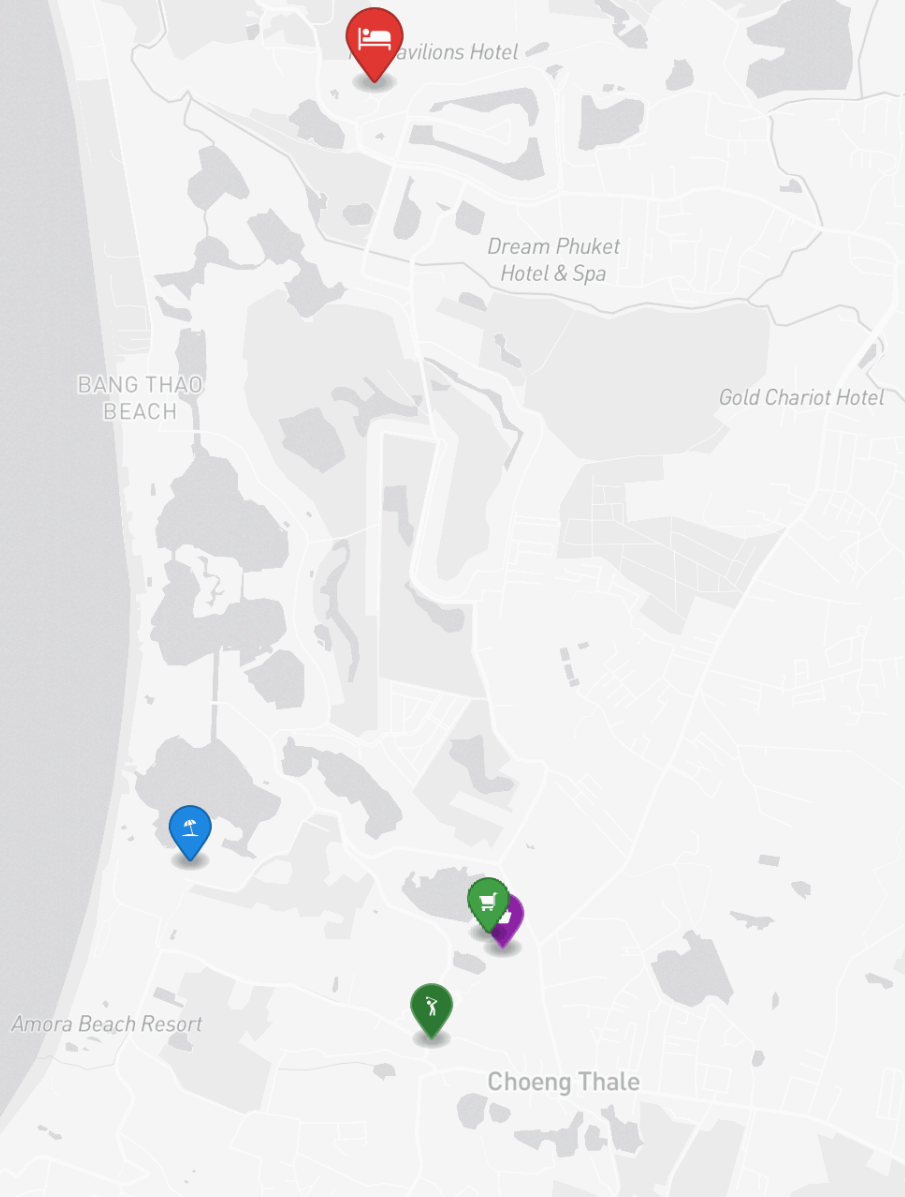 avilions Hotel
Dream Phuket
Hotel & Spa
BANG THAO
BEACH
Gold Chariot Hotel
Amora Beach Resort
Choeng Thale